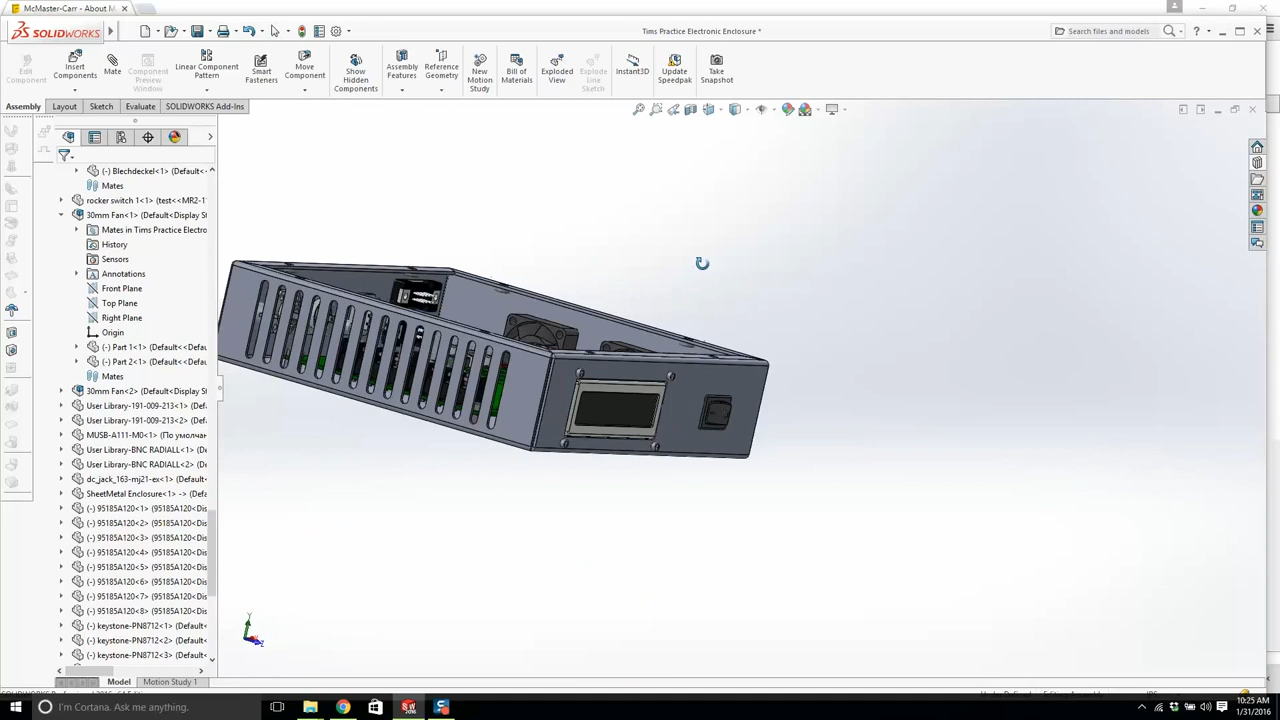 McMaster-Carr - About M
SOLIDWORKS
Tims Practice Electronic Enclosure *
Search files and models
Edit Component
Insert Components
Mate
Component Preview Window
Linear Component Pattern
Smart Fasteners
Move Component
Show Hidden Components
Assembly Features
Reference Geometry
New Motion Study
Bill of Materials
Exploded View
Explode Line Sketch
Instant3D
Update Speedpak
Take Snapshot
Assembly Layout Sketch Evaluate SOLIDWORKS Add-Ins
(-) Blechdeckel<1> (Default<
Mates
rocker switch 1<1> (test<<MR2-1
30mm Fan<1> (Default<Display St
Mates in Tims Practice Electro
History
Sensors
Annotations
Front Plane
Top Plane
Right Plane
Origin
(-) Part 1<1> (Default<<Default
(-) Part 2<1> (Default<<Default
Mates
30mm Fan<2> (Default<Display St
User Library-191-009-213<1>
User Library-191-009-213<2>
MUSB-A111-M0<1> (По умолчан
User Library-BNC RADIALL<1>
User Library-BNC RADIALL<2>
dc_jack_163-mj21-ex<1> (Default
SheetMetal Enclosure<1> -> (Def
(-) 95185A120<1> (95185A120<Dis
(-) 95185A120<2> (95185A120<Dis
(-) 95185A120<3> (95185A120<Dis
(-) 95185A120<4> (95185A120<Dis
(-) 95185A120<5> (95185A120<Dis
(-) 95185A120<6> (95185A120<Dis
(-) 95185A120<7> (95185A120<Dis
(-) 95185A120<8> (95185A120<Dis
(-) keystone-PN8712<1> (Default<
(-) keystone-PN8712<2> (Default<
(-) keystone-PN8712<3> (Default<
Y
Z
Model Motion Study 1
I'm Cortana. Ask me anything.
10:25 AM
1/31/2016